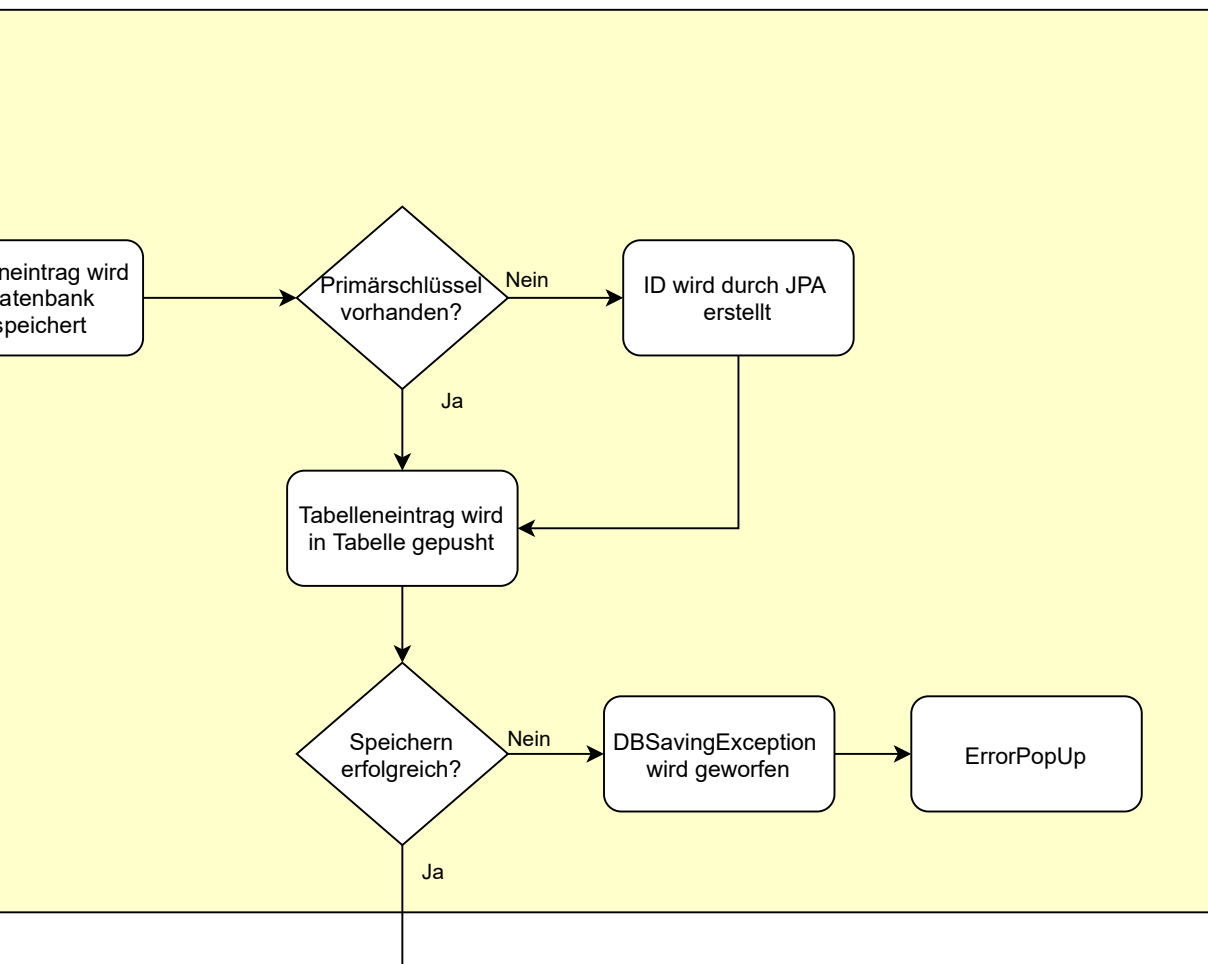 neintrag wird
atenbank
speichert
Primärschlüssel
vorhanden?
Nein
ID wird durch JPA
erstellt
Ja
Tabelleneintrag wird
in Tabelle gepusht
Speichern
erfolgreich?
Nein
DBSavingException
wird geworfen
ErrorPopUp
Ja